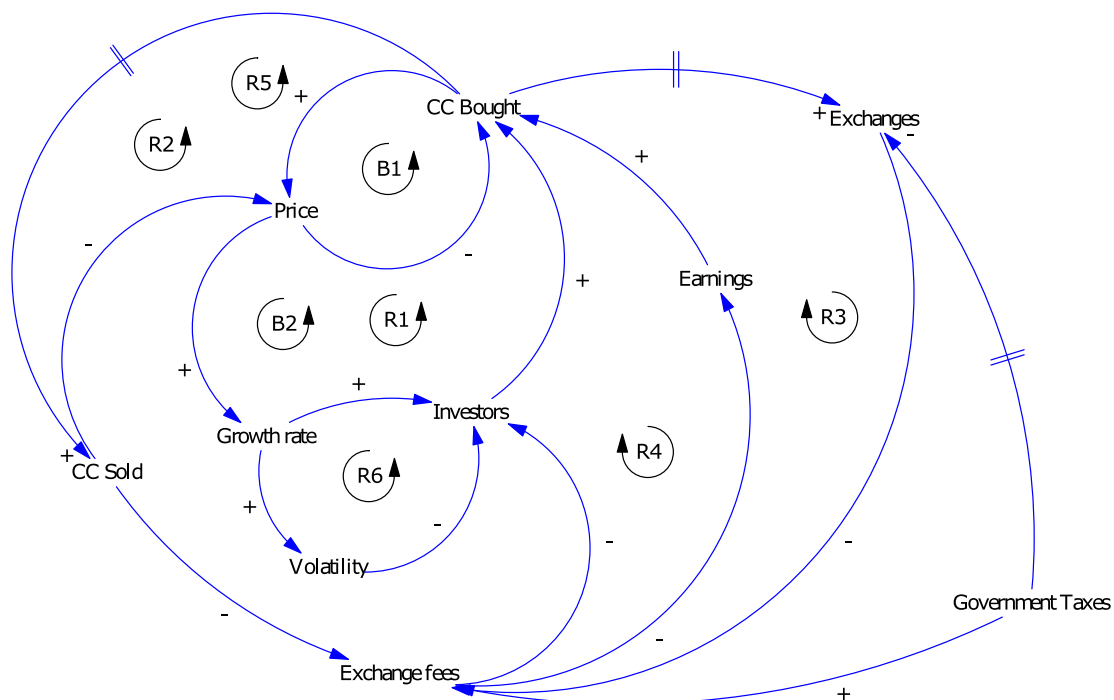 R5
+
CC Bought
+ Exchanges
-
R2
B1
+
Price
-
-
+
Earnings
R3
B2
R1
+
+
Investors
Growth rate
R4
+
CC Sold
R6
+
-
-
-
Volatility
Government Taxes
-
-
Exchange fees
+